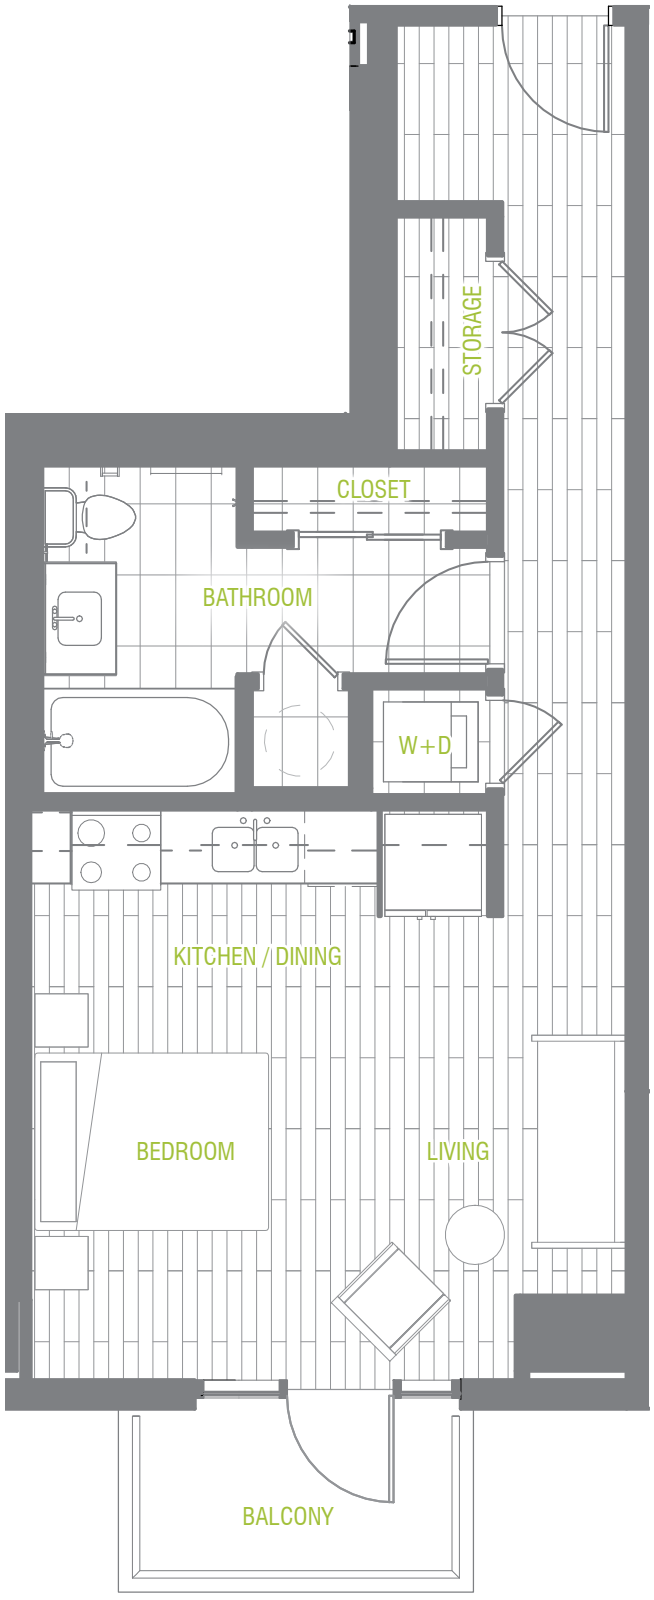 STORAGE
CLOSET
BATHROOM
W+D
KITCHEN / DINING
BEDROOM
LIVING
BALCONY